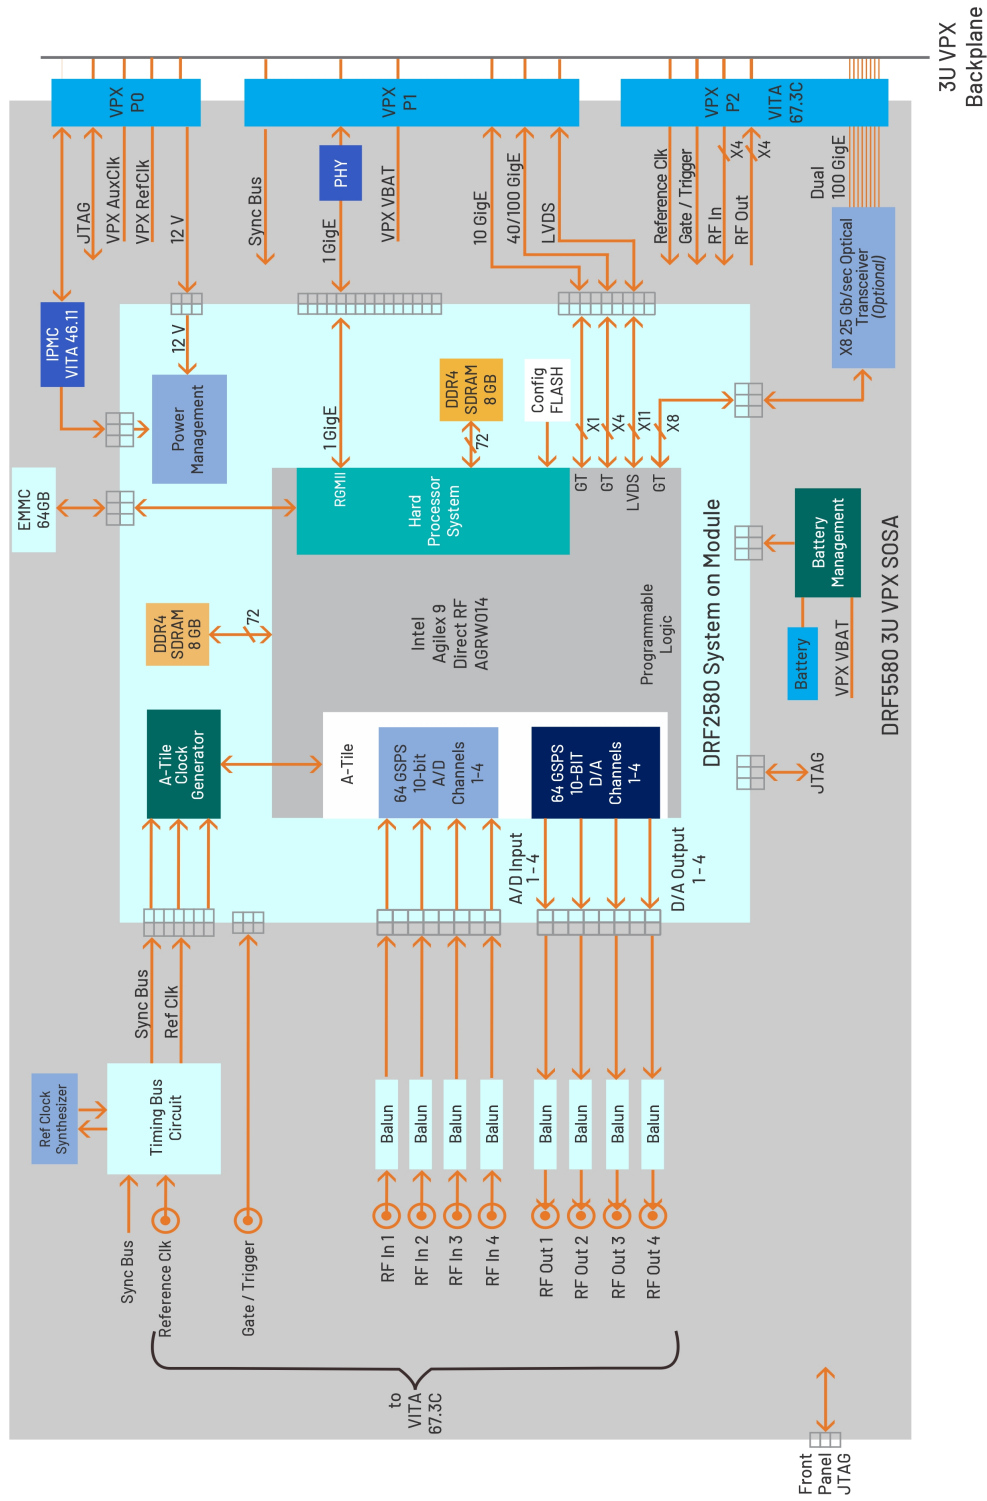 3U VPX
Backplane
VPX
P0
VPX
P1
VPX
P2
VITA
67.3C
JTAG
VPX AuxClk
VPX RefClk
12 V
Sync Bus
1 GigE
PHY
VPX VBAT
10 GigE
40/100 GigE
LVDS
Reference Clk
Gate / Trigger
RF In
RF Out
X4
X4
Dual
100 GigE
X8 25 Gb/sec Optical
Transceiver
(Optional)
IPMC
VITA 46.11
12 V
Power
Management
1 GigE
DDR4
SDRAM
8 GB
72
Config
FLASH
X1
X4
X11
X8
EMMC
64GB
RGMII
Hard
Processor
System
GT
GT
LVDS
GT
DDR4
SDRAM
8 GB
72
Intel
Agilex 9
Direct RF
AGRW014
Programmable
Logic
DRF2580 System on Module
Battery
Management
Battery
VPX VBAT
DRF5580 3U VPX SOSA
A-Tile
Clock
Generator
A-Tile
64 GSPS
10-bit
A/D
Channels
1-4
64 GSPS
10-BIT
D/A
Channels
1-4
JTAG
A/D Input
1 - 4
D/A Output
1 - 4
Sync Bus
Ref Clk
Ref Clock
Synthesizer
Timing Bus
Circuit
Balun
Balun
Balun
Balun
Balun
Balun
Balun
Balun
Sync Bus
Reference Clk
Gate / Trigger
RF In 1
RF In 2
RF In 3
RF In 4
RF Out 1
RF Out 2
RF Out 3
RF Out 4
to
VITA
67.3C
Front
Panel
JTAG